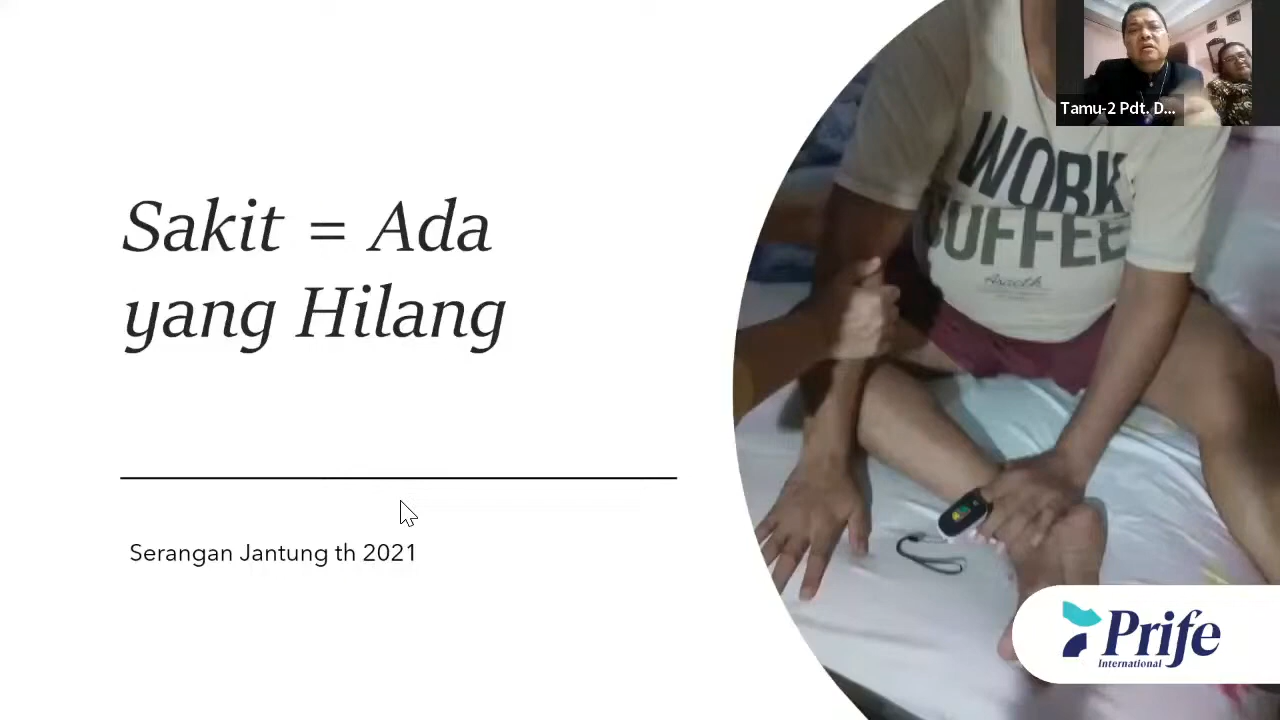 Sakit = Ada
yang Hilang
Serangan Jantung th 2021
Tamu-2 Pdt. D...
WORK
COFFEE
Prife
International